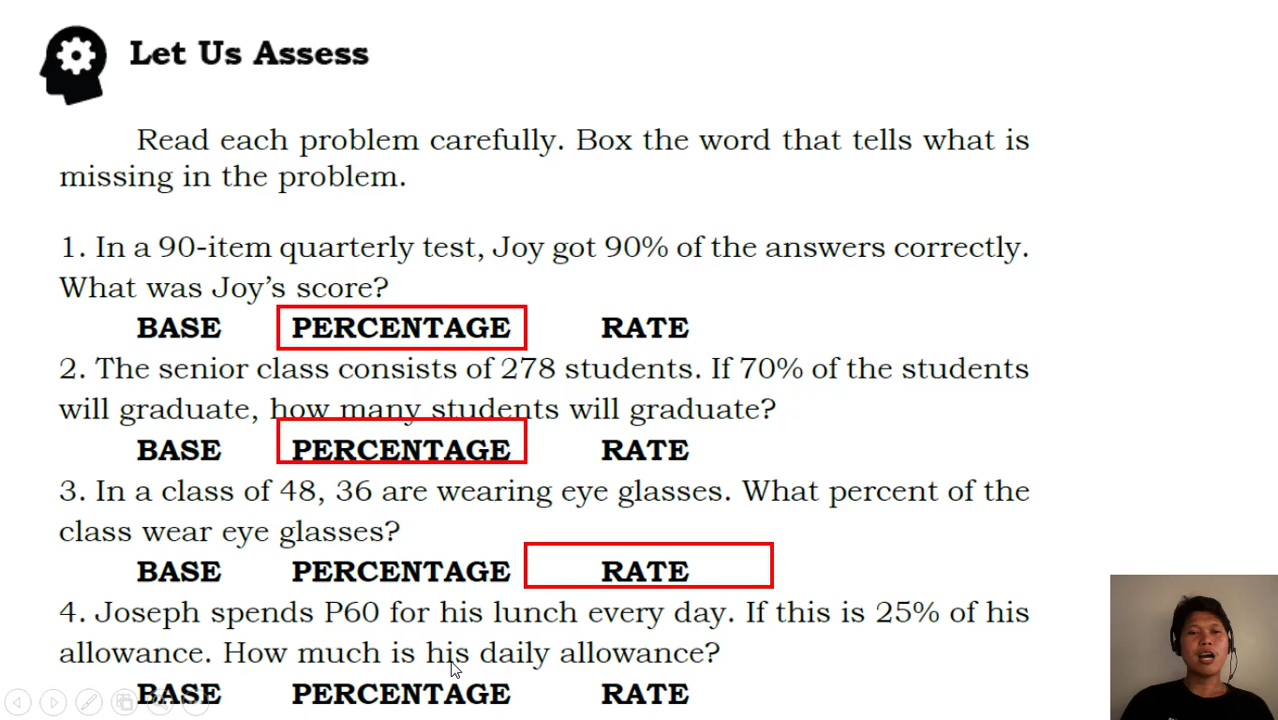 Let Us Assess
Read each problem carefully. Box the word that tells what is
missing in the problem.
1. In a 90-item quarterly test, Joy got 90% of the answers correctly.
What was Joy's score?
BASE PERCENTAGE RATE
2. The senior class consists of 278 students. If 70% of the students
will graduate, how many students will graduate?
BASE PERCENTAGE RATE
3. In a class of 48, 36 are wearing eye glasses. What percent of the
class wear eye glasses?
BASE PERCENTAGE RATE
4. Joseph spends P60 for his lunch every day. If this is 25% of his
allowance. How much is his daily allowance?
BASE PERCENTAGE RATE